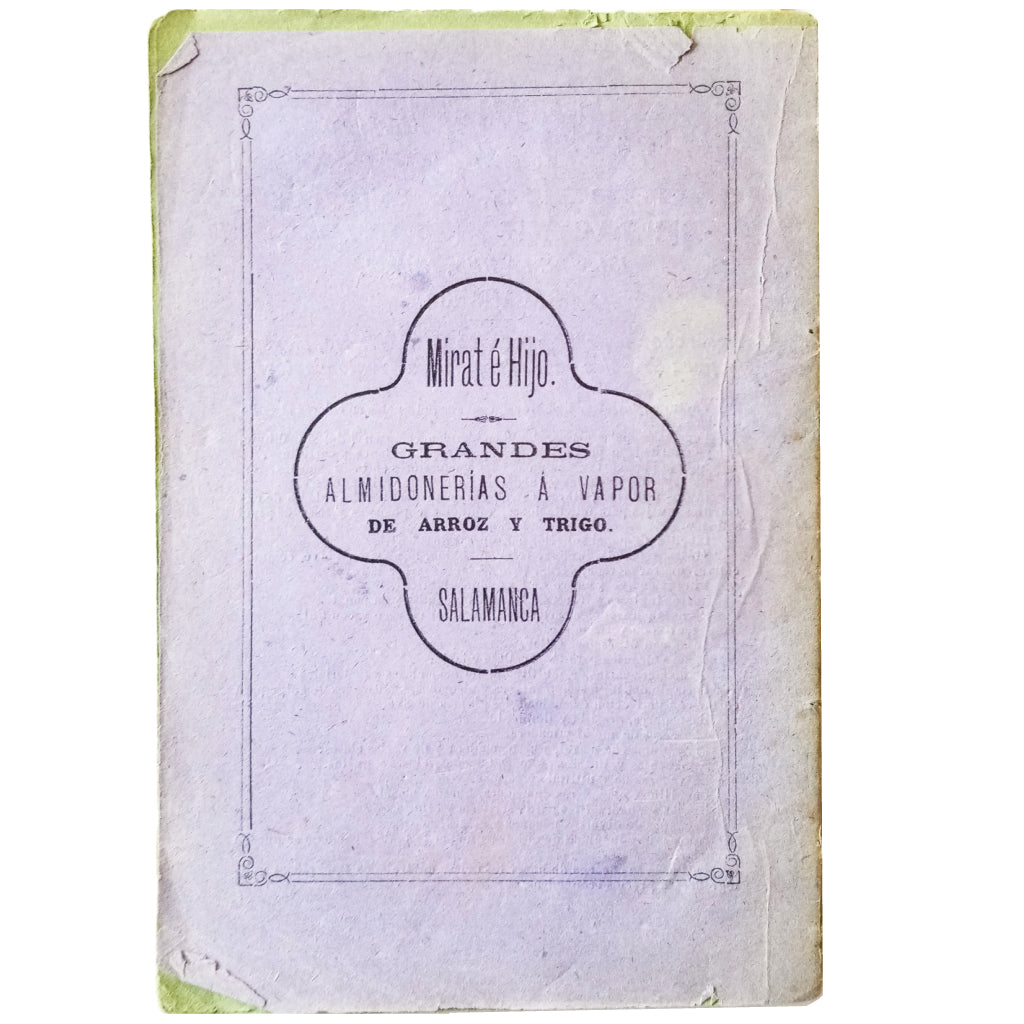 Mirat é Hijo.
GRANDES
ALMIDONERÍAS Á VAPOR
DE ARROZ Y TRIGO.
SALAMANCA